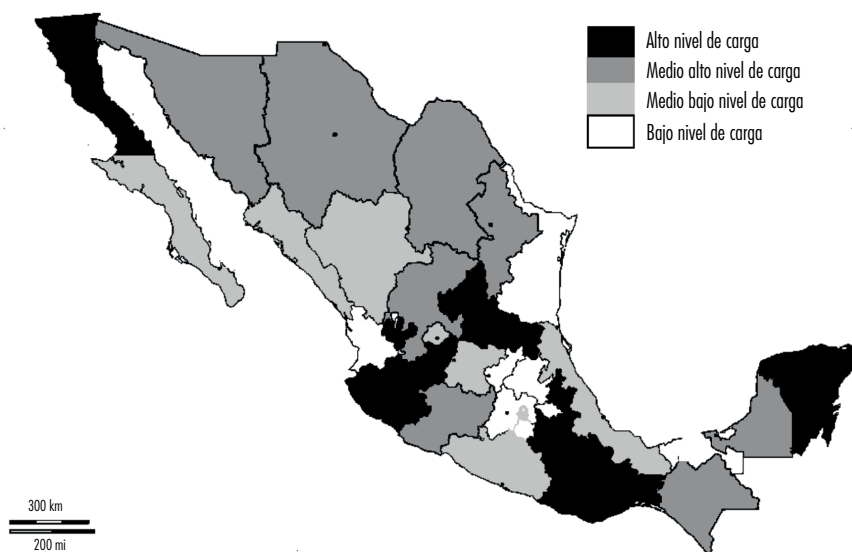 Alto nivel de carga
Medio alto nivel de carga
Medio bajo nivel de carga
Bajo nivel de carga
300 km
200 mi